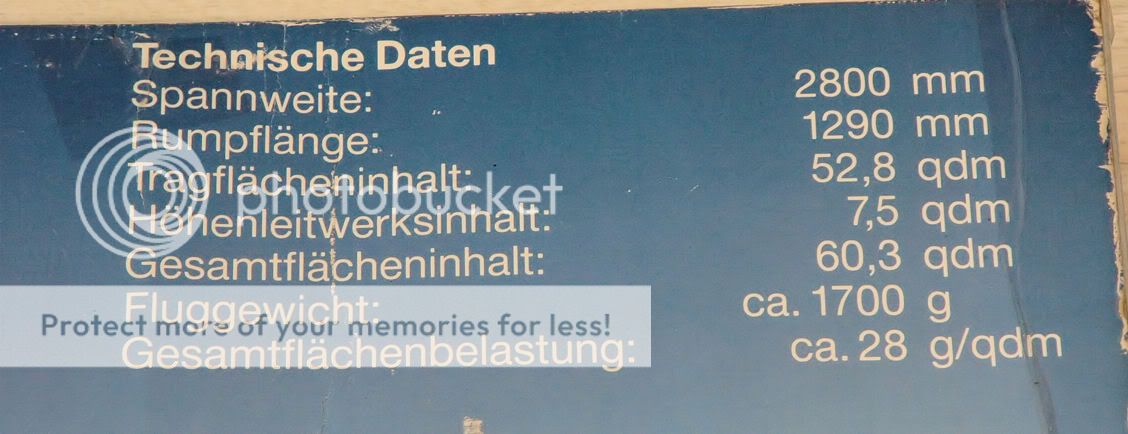 Technische Daten
Spannweite: 2800 mm
Rumpflänge: 1290 mm
Tragflächeninhalt: 52,8 qdm
photobucket
Höhenleitwerksinhalt: 7,5 qdm
Gesamtflächeninhalt: 60,3 qdm
Fluggewicht: ca. 1700 g
Protect more of your memories for less!
Gesamtflächenbelastung: ca. 28 g/qdm